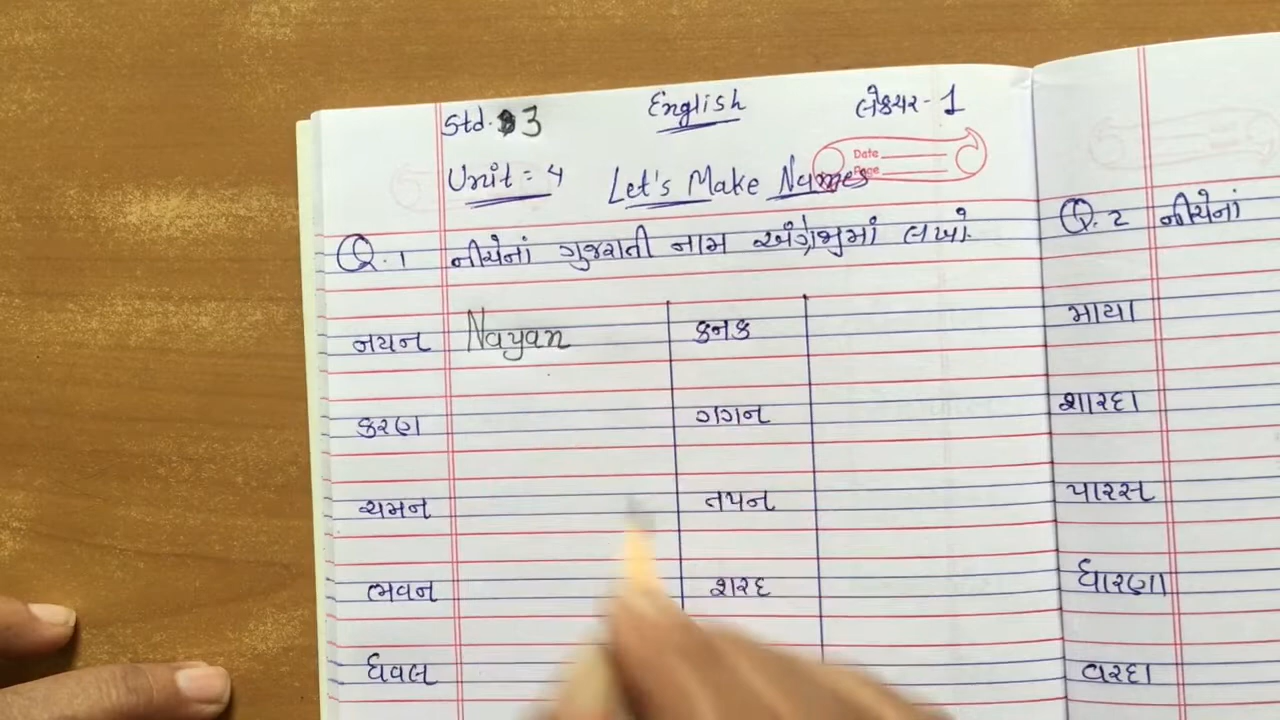 Std. 3 English લેક્ચર - 1
Date
Page
Unit = 4 Let's Make Names
Q. 1 નીચેનાં ગુજરાતી નામ અંગ્રેજીમાં લખો.
નયન Nayan કનક
કરણ ગગન
ચમન તપન
ભવન શરદ
ધવલ
Q. 2 નીચેનાં
માયા
શારદા
પારસ
ધારણા
વરદા